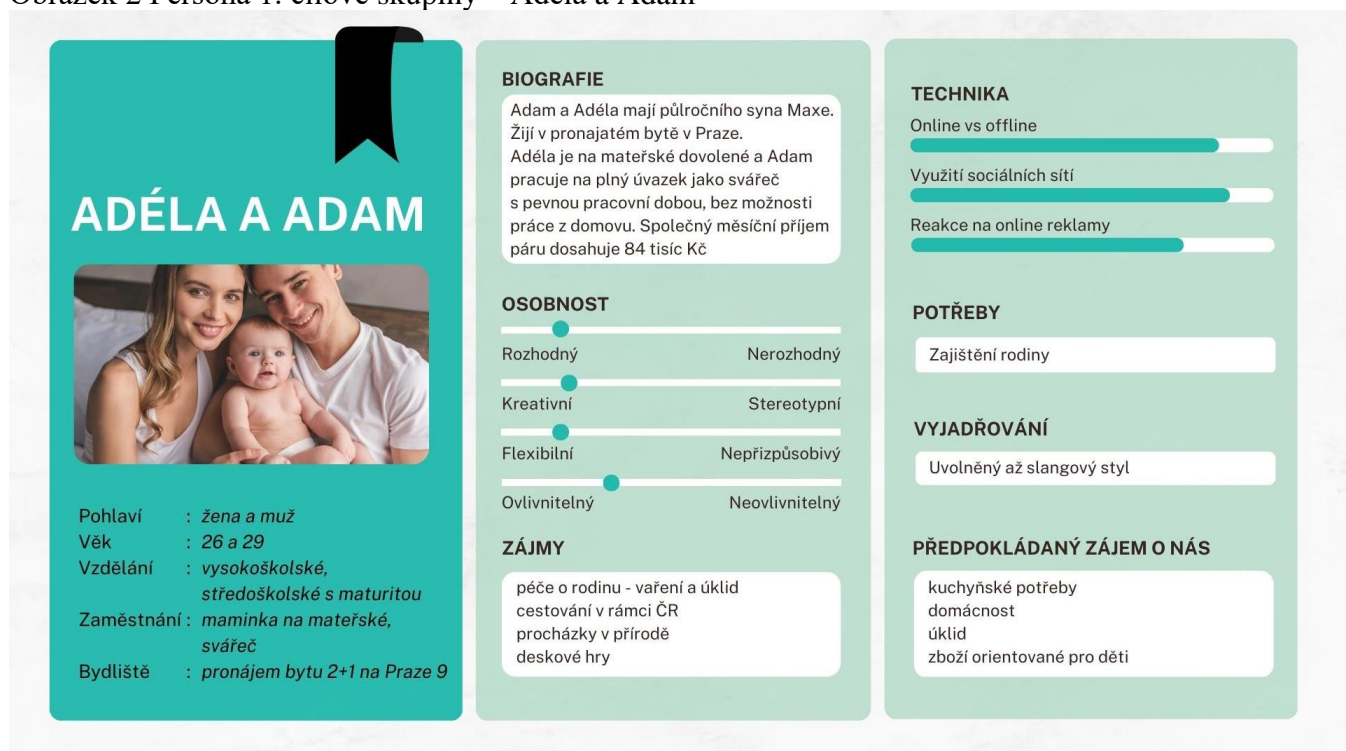 Obrázek 2 Persona 1. cílové skupiny – Adéla a Adam
ADÉLA A ADAM
Pohlaví : žena a muž
Věk : 26 a 29
Vzdělání : vysokoškolské,
středoškolské s maturitou
Zaměstnání : maminka na mateřské,
svářeč
Bydliště : pronájem bytu 2+1 na Praze 9
BIOGRAFIE
Adam a Adéla mají půlročního syna Maxe.
Žijí v pronajatém bytě v Praze.
Adéla je na mateřské dovolené a Adam
pracuje na plný úvazek jako svářeč
s pevnou pracovní dobou, bez možnosti
práce z domovu. Společný měsíční příjem
páru dosahuje 84 tisíc Kč
OSOBNOST
Rozhodný Nerozhodný
Kreativní Stereotypní
Flexibilní Nepřizpůsobivý
Ovlivnitelný Neovlivnitelný
ZÁJMY
péče o rodinu - vaření a úklid
cestování v rámci ČR
procházky v přírodě
deskové hry
TECHNIKA
Online vs offline
Využití sociálních sítí
Reakce na online reklamy
POTŘEBY
Zajištění rodiny
VYJADŘOVÁNÍ
Uvolněný až slangový styl
PŘEDPOKLÁDANÝ ZÁJEM O NÁS
kuchyňské potřeby
domácnost
úklid
zboží orientované pro děti